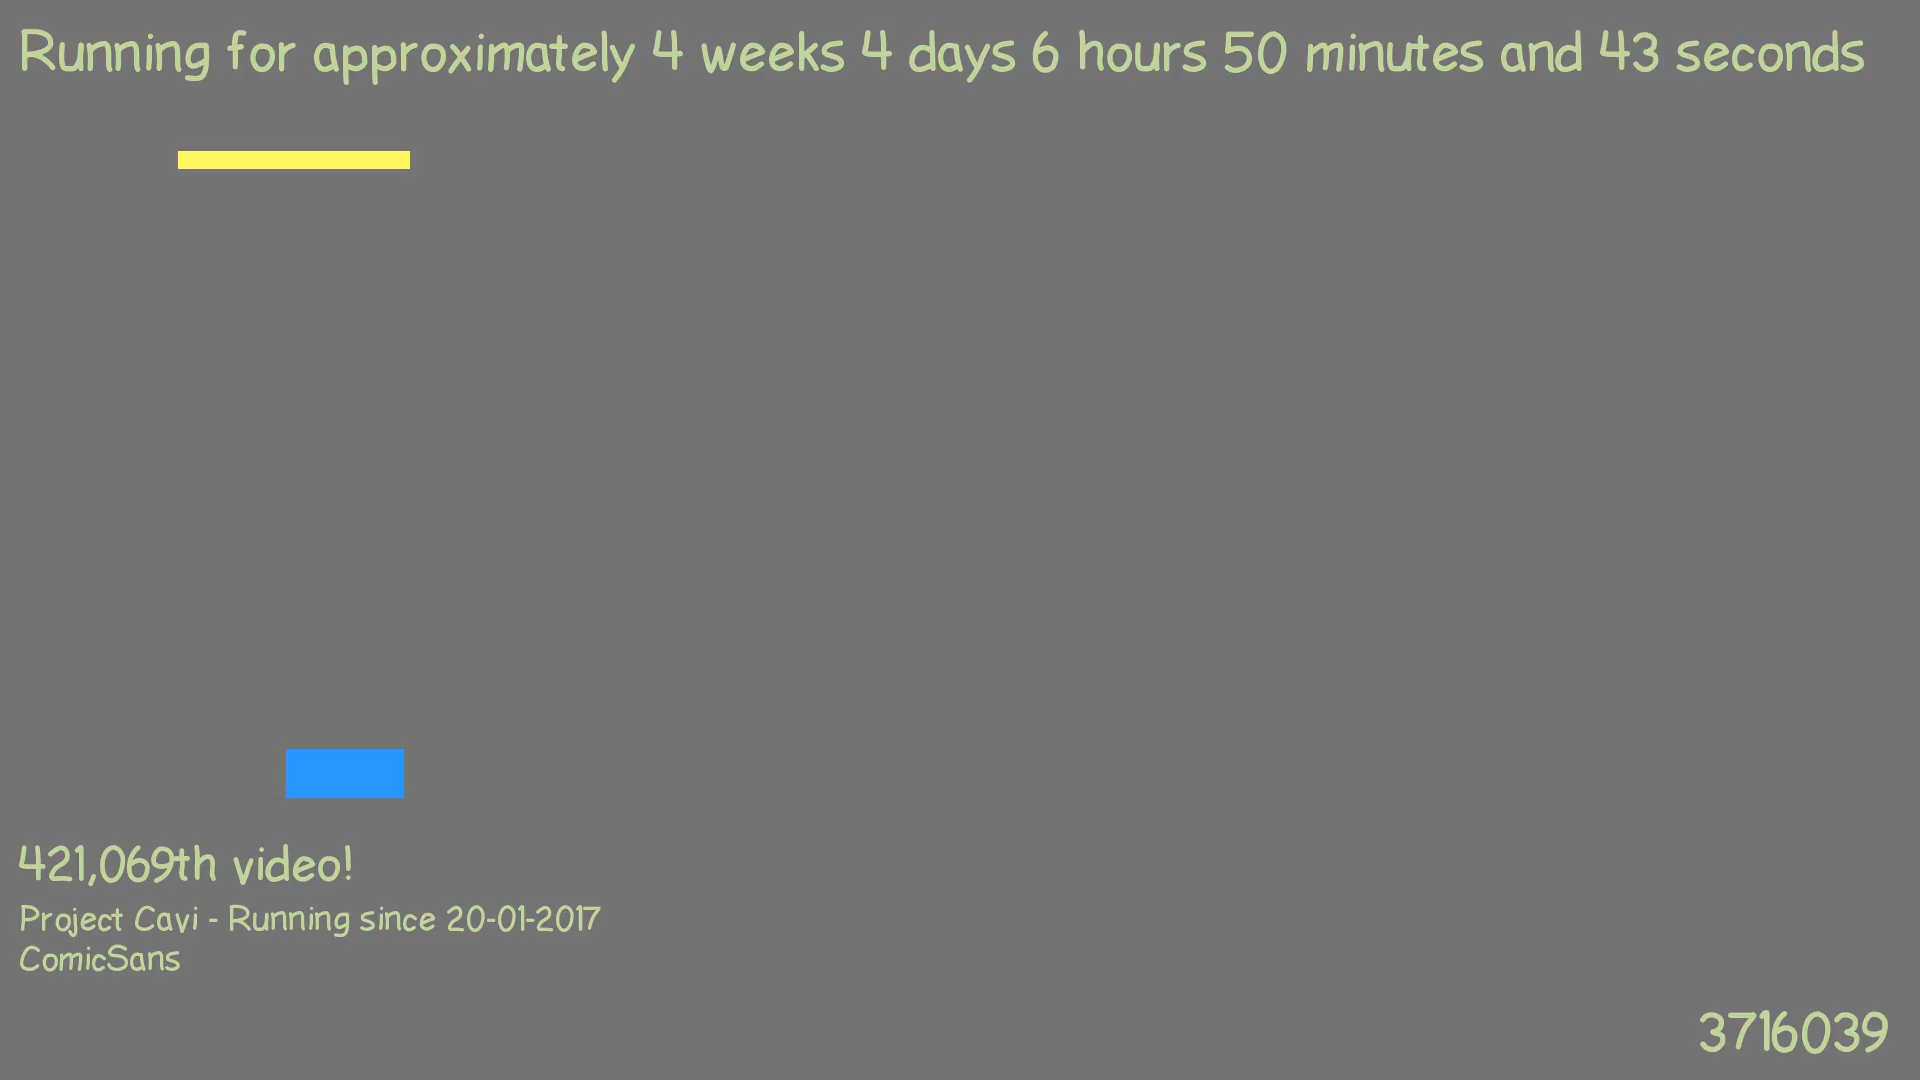 Running for approximately 4 weeks 4 days 6 hours 50 minutes and 43 seconds
421,069th video!
Project Cavi - Running since 20-01-2017
ComicSans
3716039